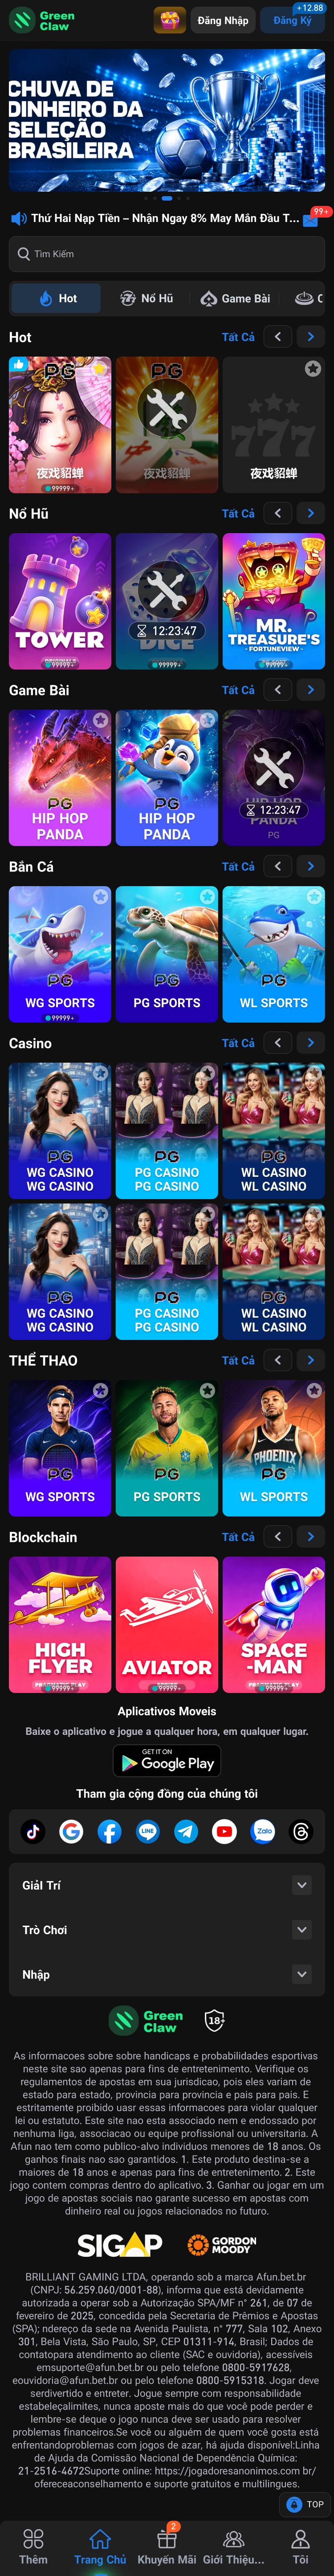 Green
Claw
Đăng Nhập
Đăng Ký
+12.88
CHUVA DE
DINHEIRO DA
SELEÇÃO
BRASILEIRA
Thứ Hai Nạp Tiền – Nhận Ngay 8% May Mắn Đầu T...
99+
Tìm Kiếm
Hot
Nổ Hũ
Game Bài
C
Hot
Tất Cả
PG
夜戏貂蝉
99999+
PG
夜戏貂蝉
777
夜戏貂蝉
Nổ Hũ
Tất Cả
TOWER
99999+
DICE
12:23:47
99999+
MR.
TREASURE'S
FORTUNEVIEW
99999+
Game Bài
Tất Cả
PG
HIP HOP
PANDA
PG
HIP HOP
PANDA
HIP HOP
PANDA
12:23:47
PG
Bắn Cá
Tất Cả
PG
WG SPORTS
99999+
PG
PG SPORTS
PG
WL SPORTS
Casino
Tất Cả
PG
WG CASINO
WG CASINO
PG
PG CASINO
PG CASINO
PG
WL CASINO
WL CASINO
PG
WG CASINO
WG CASINO
PG
PG CASINO
PG CASINO
PG
WL CASINO
WL CASINO
THỂ THAO
Tất Cả
PG
WG SPORTS
PG
PG SPORTS
PHOENIX
PG
WL SPORTS
Blockchain
Tất Cả
HIGH
FLYER
99999+
AVIATOR
99999+
SPACE
-MAN
99999+
Aplicativos Moveis
Baixe o aplicativo e jogue a qualquer hora, em qualquer lugar.
GET IT ON
Google Play
Tham gia cộng đồng của chúng tôi
LINE
Zalo
Giải Trí
Trò Chơi
Nhập
Green
Claw
18+
As informacoes sobre sobre handicaps e probabilidades esportivas
neste site sao apenas para fins de entretenimento. Verifique os
regulamentos de apostas em sua jurisdicao, pois eles variam de
estado para estado, provincia para provincia e pais para pais. E
estritamente proibido uasr essas informacoes para violar qualquer
lei ou estatuto. Este site nao esta associado nem e endossado por
nenhuma liga, associacao ou equipe profissional ou universitaria. A
Afun nao tem como publico-alvo individuos menores de 18 anos. Os
ganhos finais nao sao garantidos. 1. Este produto destina-se a
maiores de 18 anos e apenas para fins de entretenimento. 2. Este
jogo contem compras dentro do aplicativo. 3. Ganhar ou jogar em um
jogo de apostas sociais nao garante sucesso em apostas com
dinheiro real ou jogos relacionados no futuro.
SIGAP
GORDON
MOODY
BRILLIANT GAMING LTDA, operando sob a marca Afun.bet.br
(CNPJ: 56.259.060/0001-88), informa que está devidamente
autorizada a operar sob a Autorização SPA/MF n° 261, de 07 de
fevereiro de 2025, concedida pela Secretaria de Prêmios e Apostas
(SPA); ndereço da sede na Avenida Paulista, n° 777, Sala 102, Anexo
301, Bela Vista, São Paulo, SP, CEP 01311-914, Brasil; Dados de
contatopara atendimento ao cliente (SAC e ouvidoria), acessíveis
emsuporte@afun.bet.br ou pelo telefone 0800-5917628,
eouvidoria@afun.bet.br ou pelo telefone 0800-5915318. Jogar deve
serdivertido e entreter. Jogue sempre com responsabilidade
estabeleçalimites, nunca aposte mais do que você pode perder e
lembre-se deque o jogo nunca deve ser usado para resolver
problemas financeiros.Se você ou alguém de quem você gosta está
enfrentandoproblemas com jogos de azar, há ajuda disponível:Linha
de Ajuda da Comissão Nacional de Dependência Química:
21-2516-4672Suporte online: https://jogadoresanonimos.com br/
ofereceaconselhamento e suporte gratuitos e multilingues.
TOP
Thêm
Trang Chủ
2
Khuyến Mãi
Giới Thiệu...
Tôi